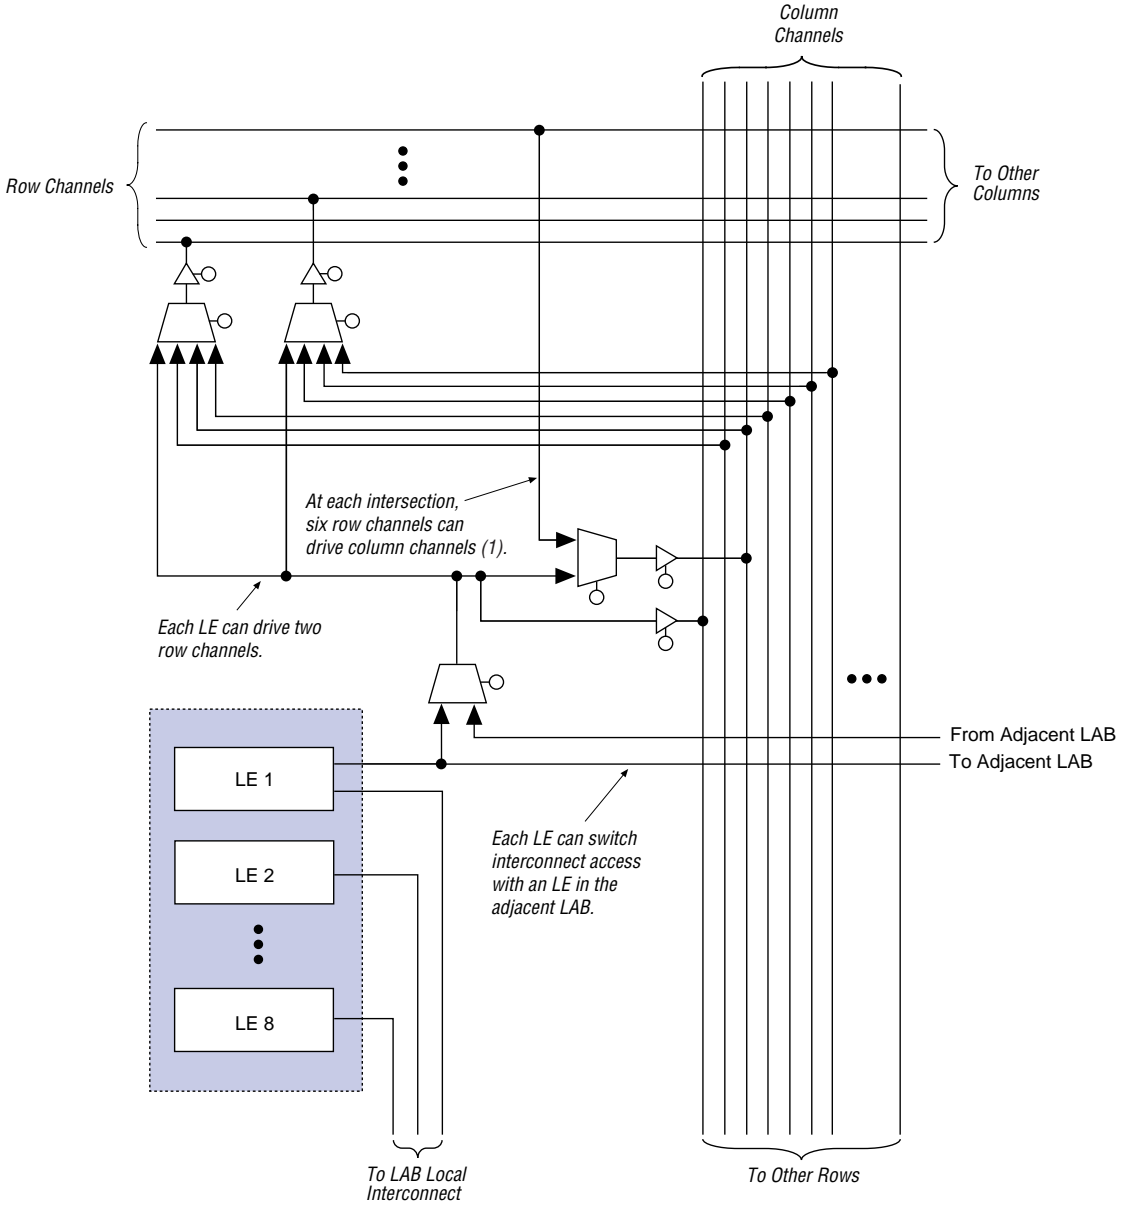 Column
Channels
Row Channels
To Other
Columns
At each intersection,
six row channels can
drive column channels (1).
Each LE can drive two
row channels.
From Adjacent LAB
To Adjacent LAB
LE 1
Each LE can switch
interconnect access
with an LE in the
adjacent LAB.
LE 2
LE 8
To LAB Local
Interconnect
To Other Rows